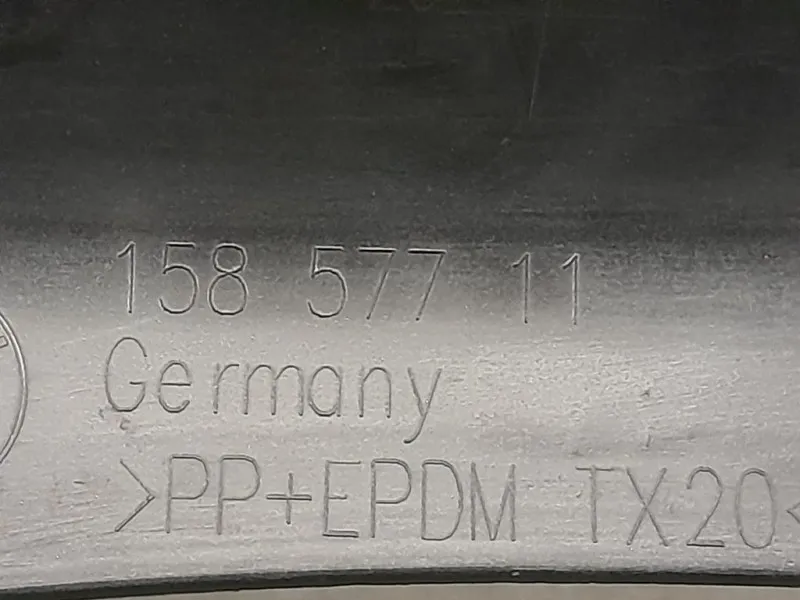 158 577 11
Germany
>PP+EPDM TX20<